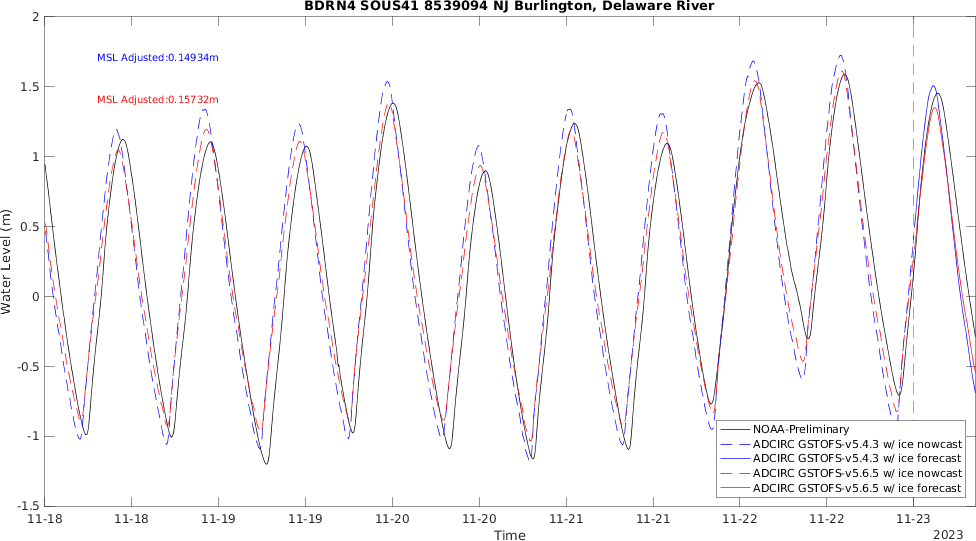 BDRN4 SOUS41 8539094 NJ Burlington, Delaware River
2
MSL Adjusted:0.14934m
1.5
MSL Adjusted:0.15732m
1
0.5
Water Level (m)
0
-0.5
-1
-1.5
NOAA-Preliminary
ADCIRC GSTOFS-v5.4.3 w/ ice nowcast
ADCIRC GSTOFS-v5.4.3 w/ ice forecast
ADCIRC GSTOFS-v5.6.5 w/ ice nowcast
ADCIRC GSTOFS-v5.6.5 w/ ice forecast
11-18 11-18 11-19 11-19 11-20 11-20 11-21 11-21 11-22 11-22 11-23
Time
2023